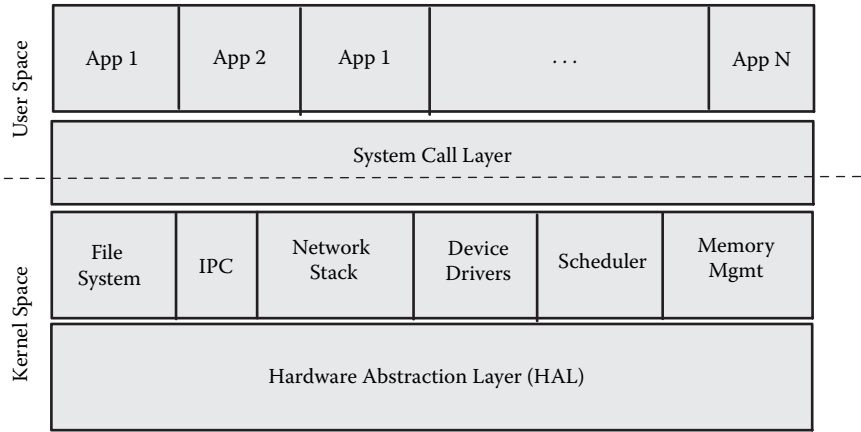 User Space
App 1
App 2
App 1
. . .
App N
System Call Layer
Kernel Space
File
System
IPC
Network
Stack
Device
Drivers
Scheduler
Memory
Mgmt
Hardware Abstraction Layer (HAL)